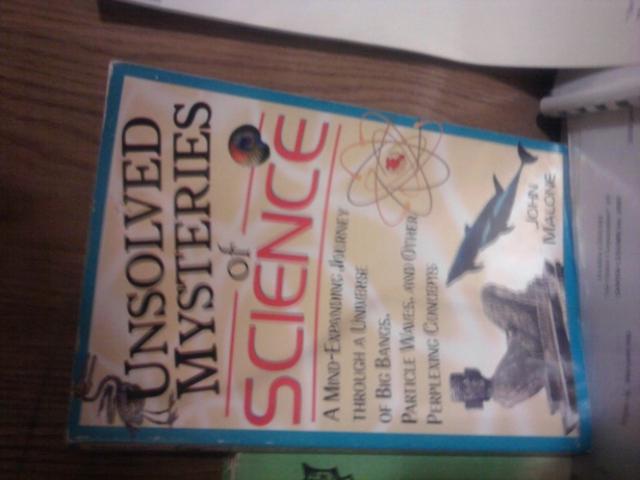 UNSOLVED
MYSTERIES
of
SCIENCE
A MIND-EXPANDING JOURNEY
THROUGH A UNIVERSE
OF BIG BANGS,
PARTICLE WAVES, AND OTHER
PERPLEXING CONCEPTS
JOHN
MALONE